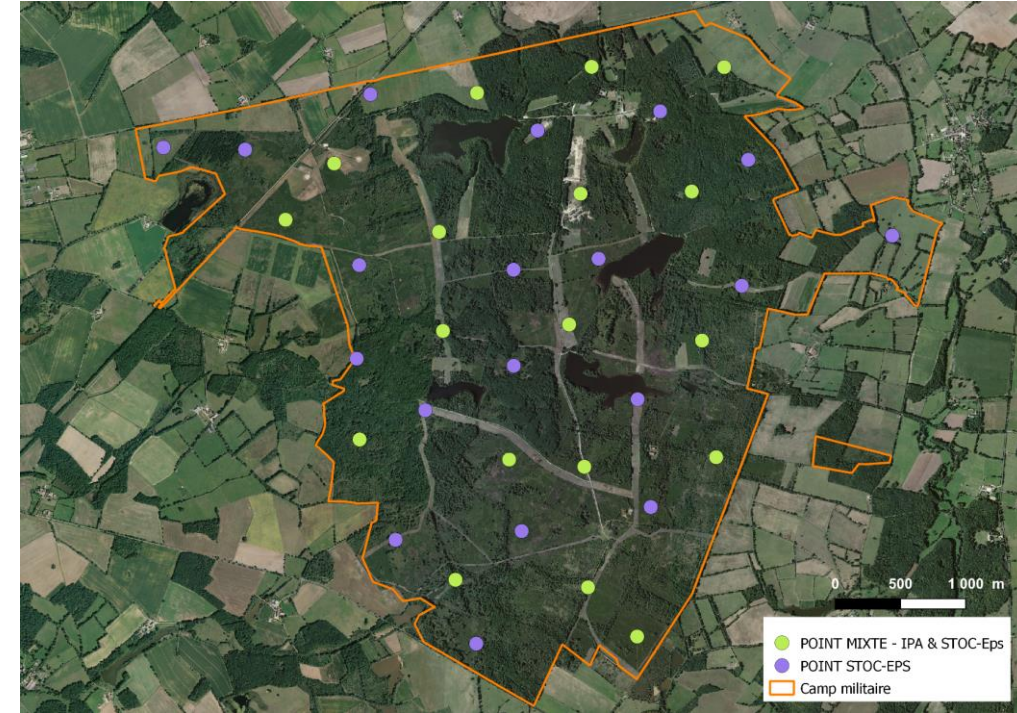 0 500 1 000 m
POINT MIXTE - IPA & STOC-Eps
POINT STOC-EPS
Camp militaire